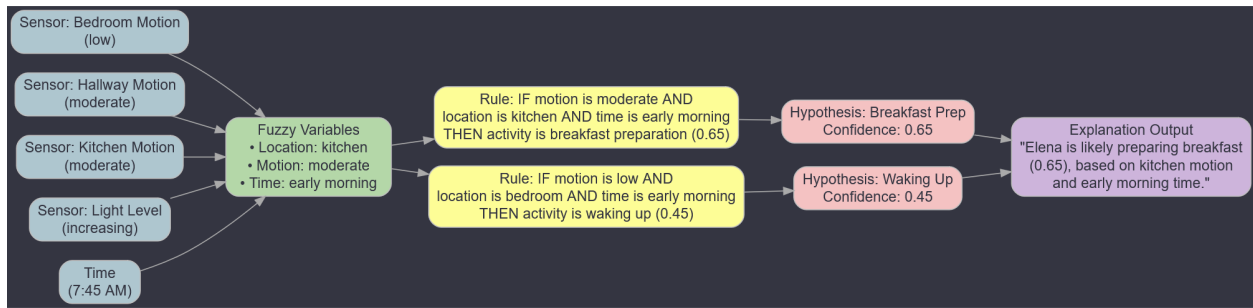 Sensor: Bedroom Motion
(low)
Sensor: Hallway Motion
(moderate)
Sensor: Kitchen Motion
(moderate)
Sensor: Light Level
(increasing)
Time
(7:45 AM)
Fuzzy Variables
• Location: kitchen
• Motion: moderate
• Time: early morning
Rule: IF motion is moderate AND
location is kitchen AND time is early morning
THEN activity is breakfast preparation (0.65)
Rule: IF motion is low AND
location is bedroom AND time is early morning
THEN activity is waking up (0.45)
Hypothesis: Breakfast Prep
Confidence: 0.65
Hypothesis: Waking Up
Confidence: 0.45
Explanation Output
"Elena is likely preparing breakfast
(0.65), based on kitchen motion
and early morning time."